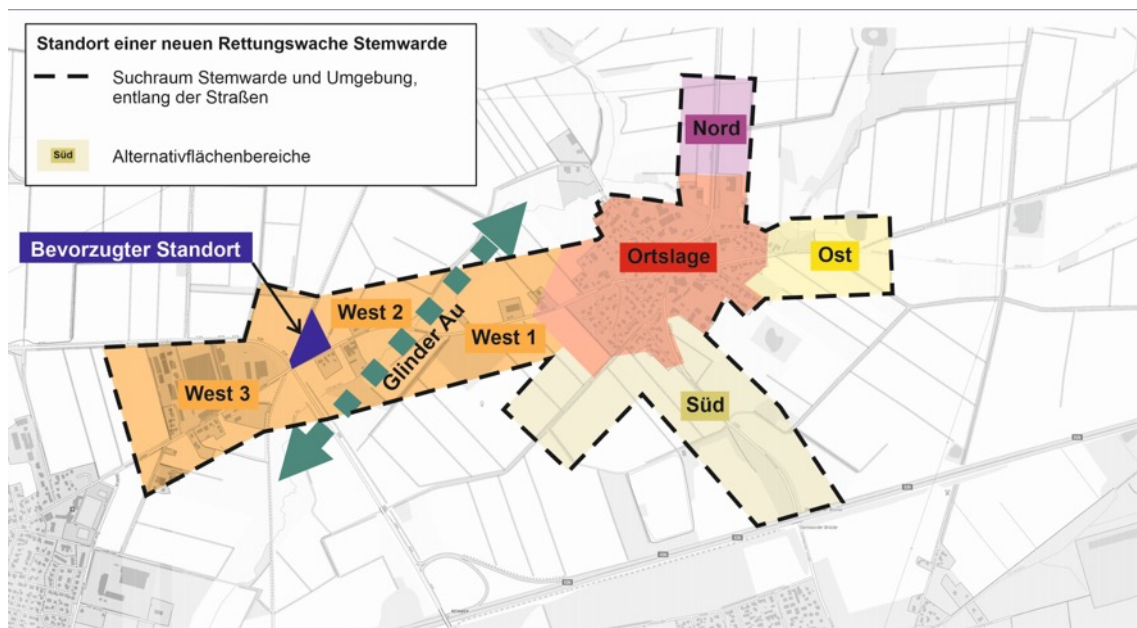 Standort einer neuen Rettungswache Stemwarde
Suchraum Stemwarde und Umgebung,
entlang der Straßen
Süd
Alternativflächenbereiche
Nord
Bevorzugter Standort
Ortslage
Ost
West 2
Glinder Au
West 1
West 3
Süd